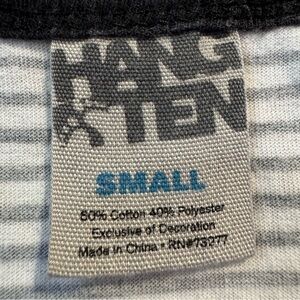 HANG
TEN
SMALL
60% Cotton 40% Polyester
Exclusive of Decoration
Made in China • RN#73277